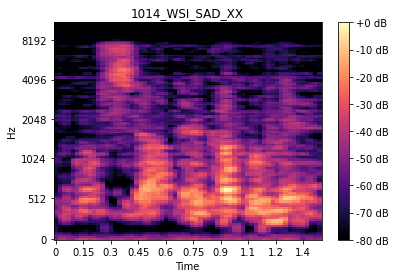 1014_WSI_SAD_XX
+0 dB
8192
-10 dB
4096
-20 dB
-30 dB
2048
-40 dB
Hz
1024
-50 dB
512
-60 dB
-70 dB
0
-80 dB
0 0.15 0.3 0.45 0.6 0.75 0.9 1.1 1.2 1.4
Time